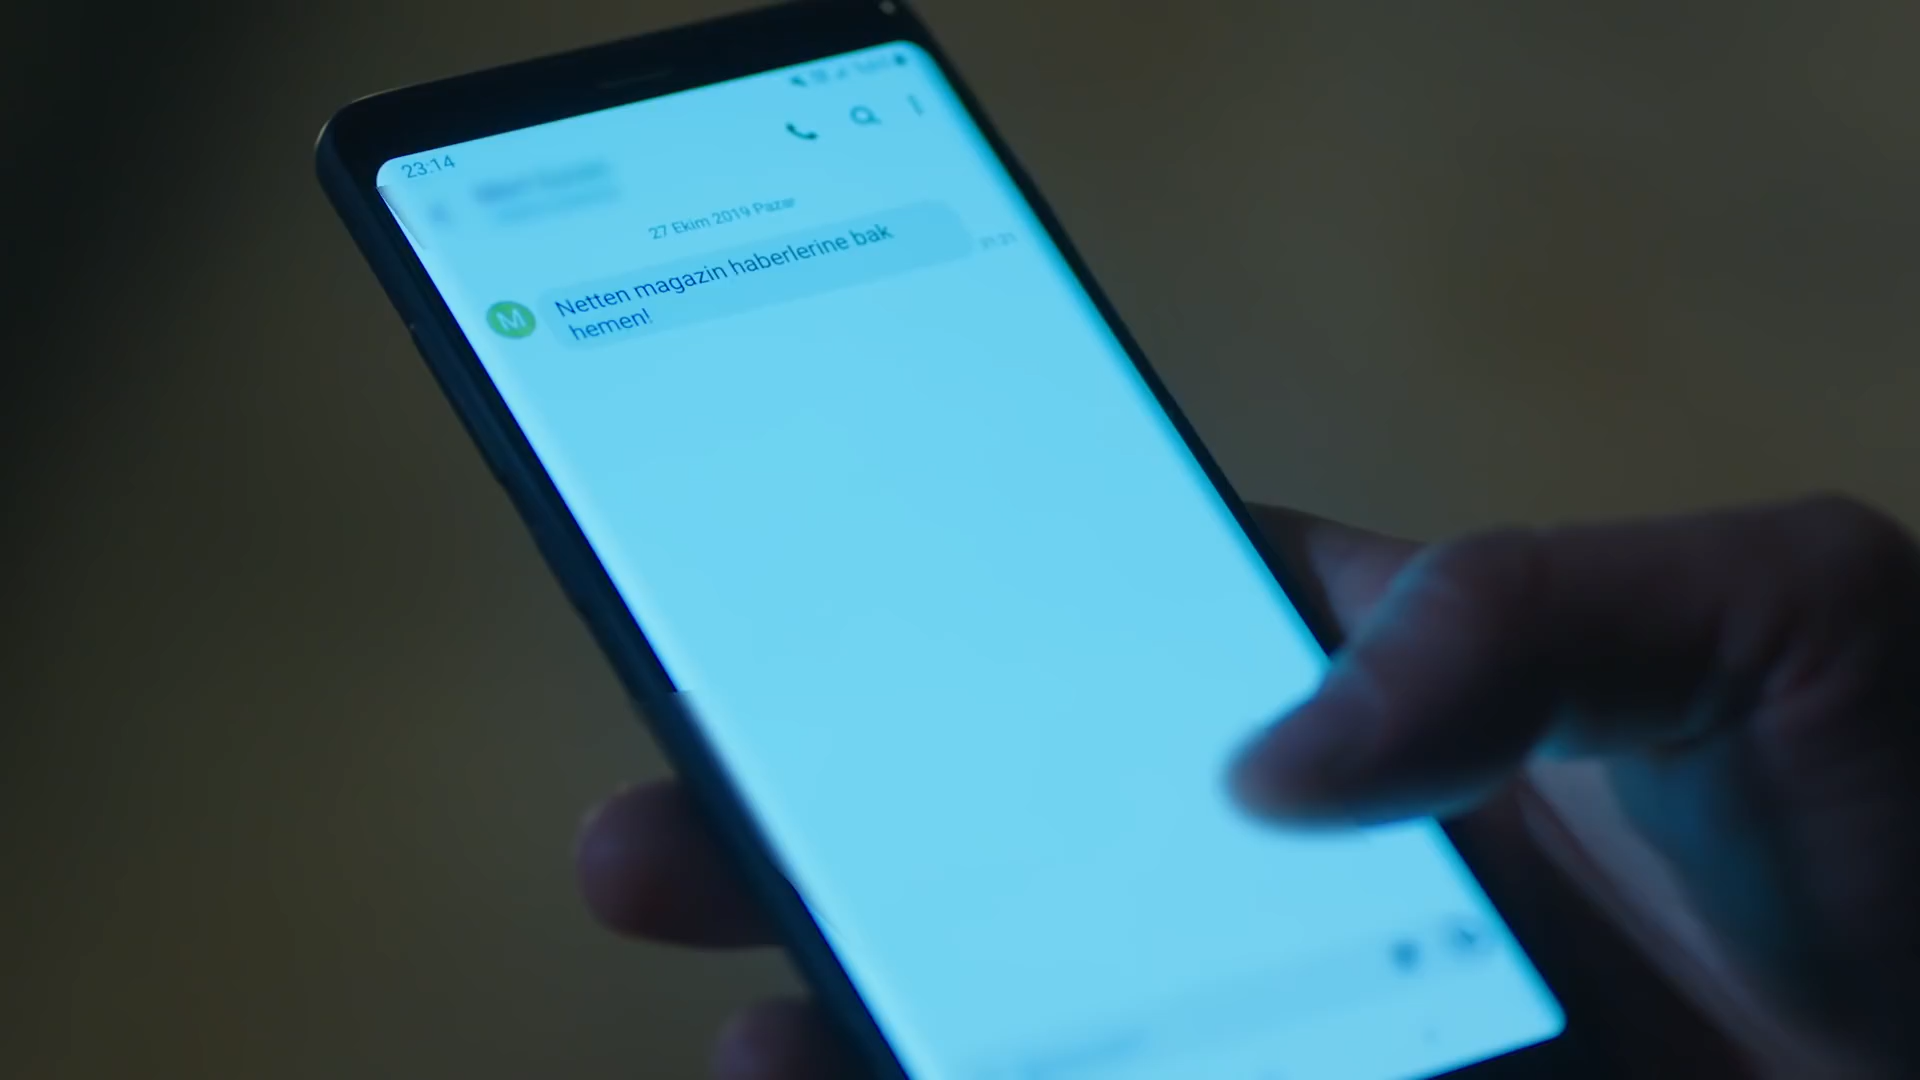 23:14
27 Ekim 2019 Pazar
Netten magazin haberlerine bak
hemen!
M